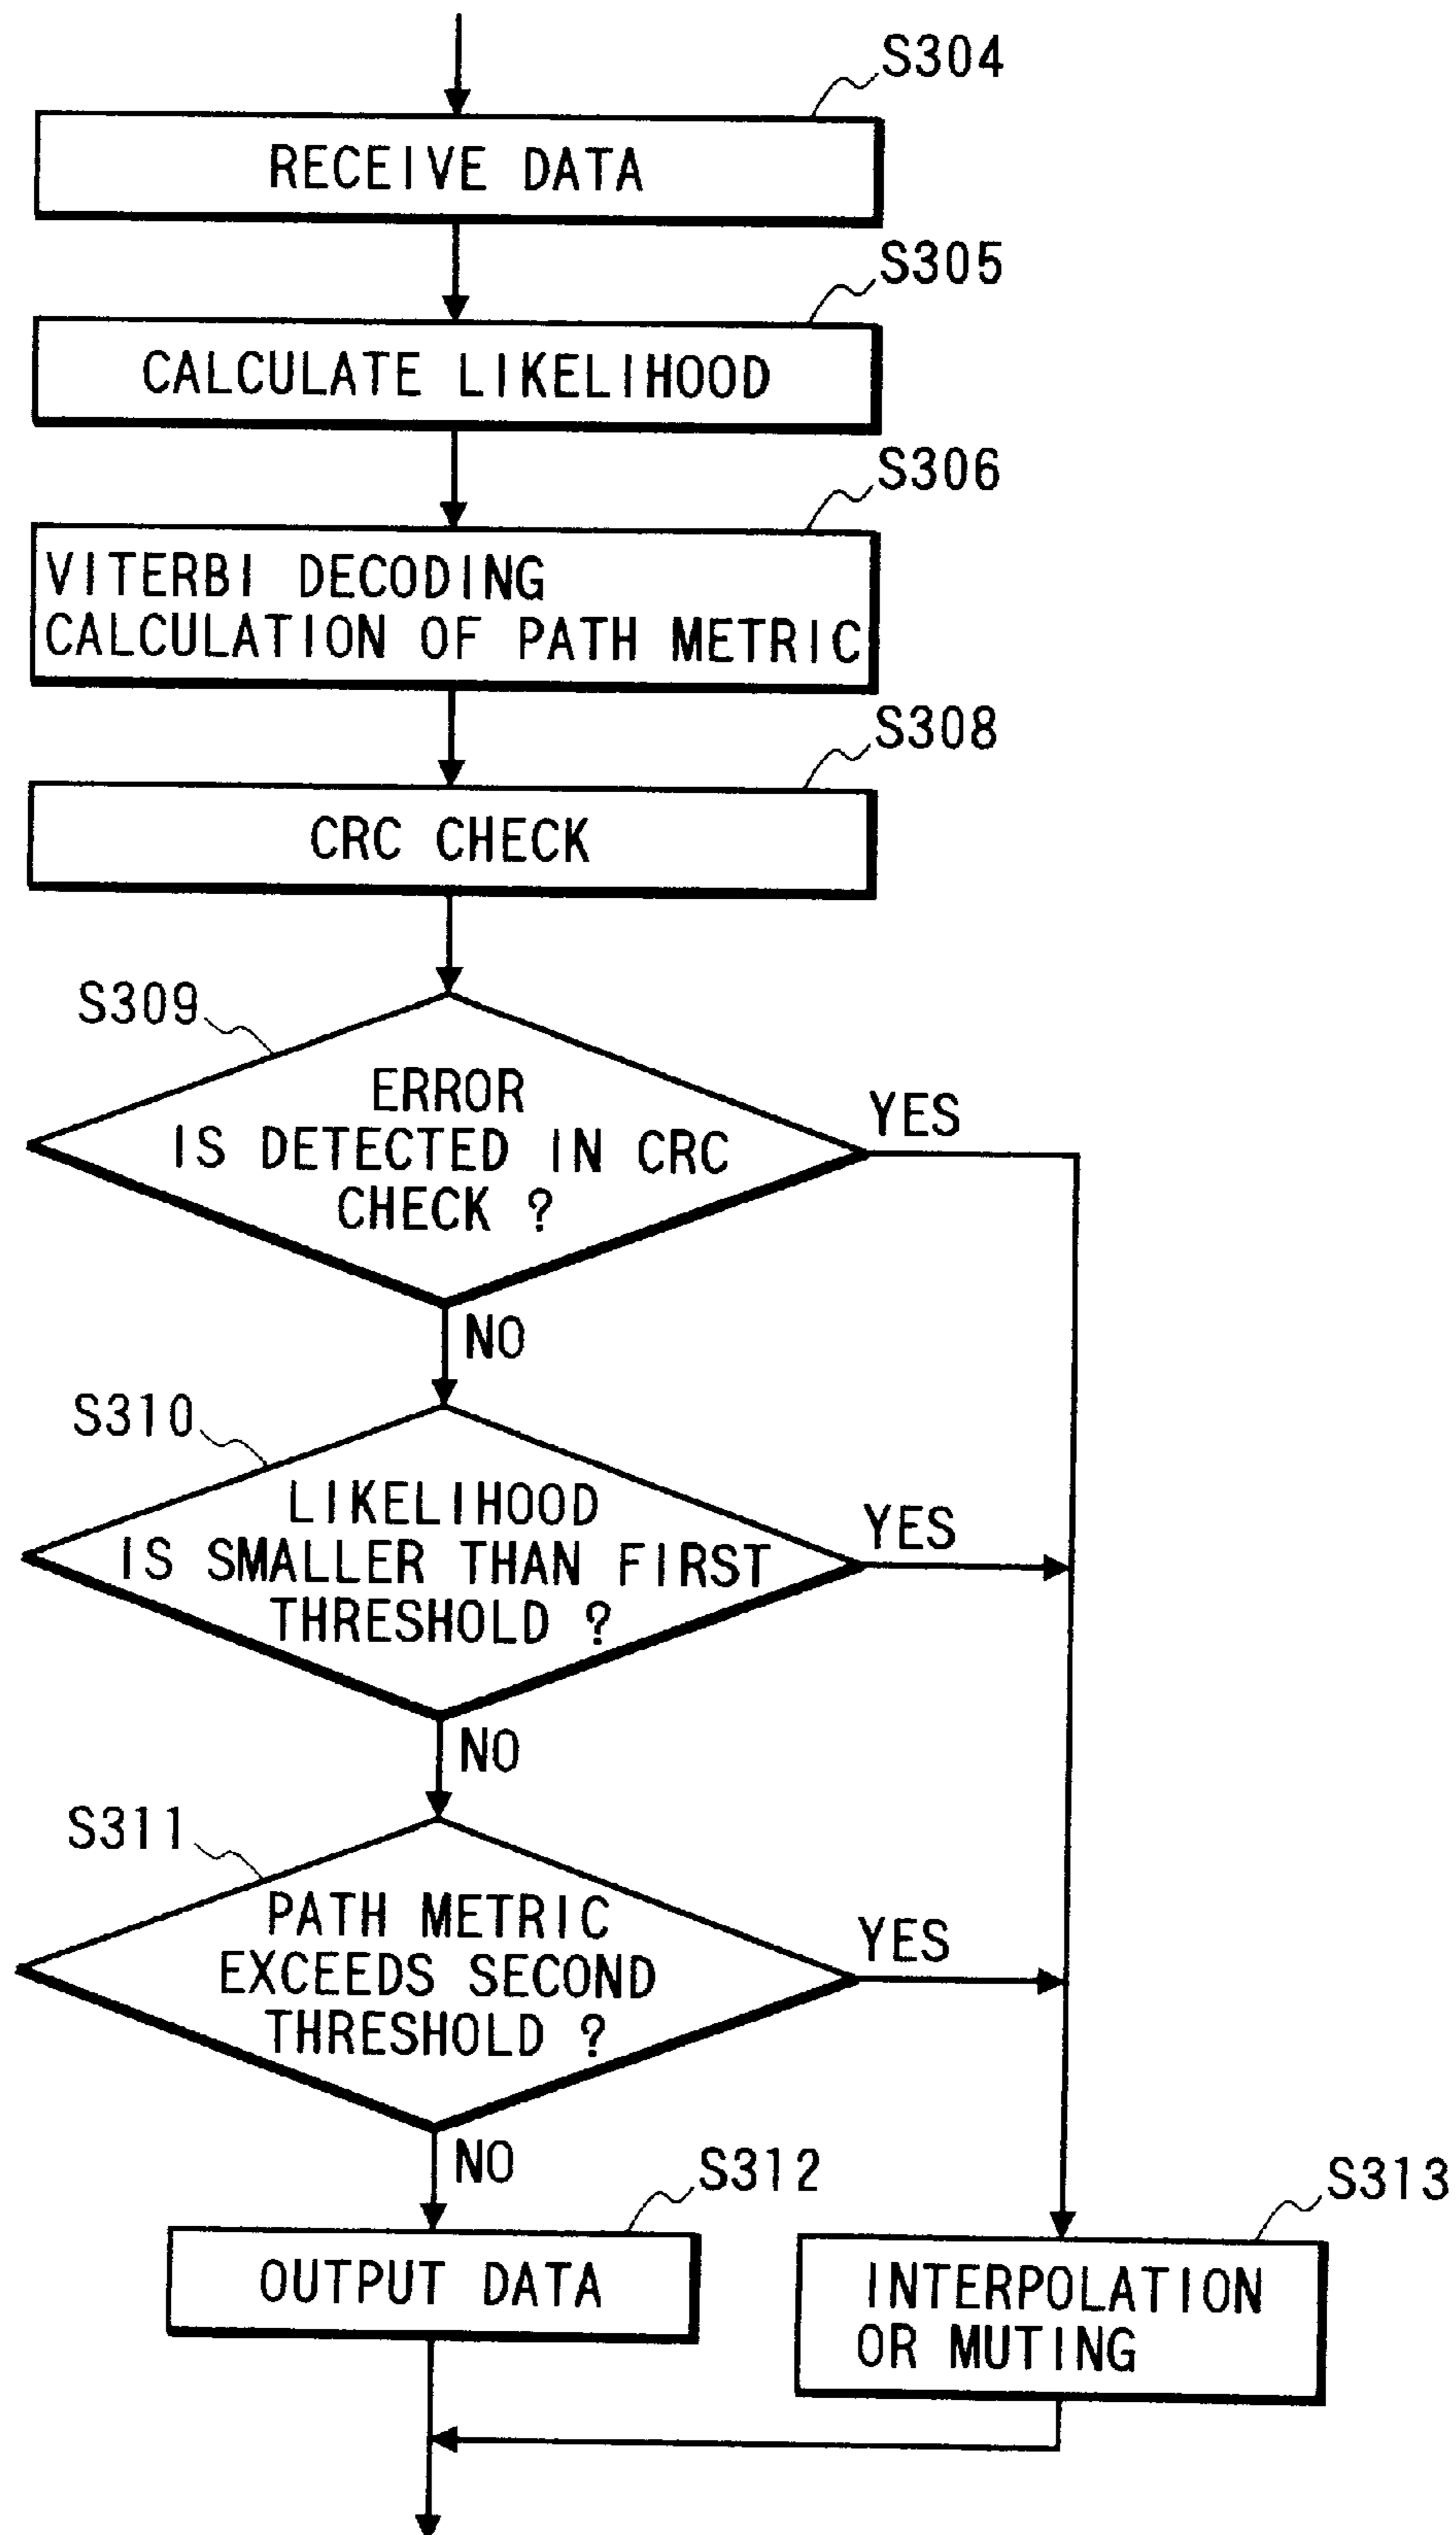 S304
RECEIVE DATA
S305
CALCULATE LIKELIHOOD
S306
VITERBI DECODING
CALCULATION OF PATH METRIC
S308
CRC CHECK
S309
ERROR
IS DETECTED IN CRC
CHECK ?
YES
NO
S310
LIKELIHOOD
IS SMALLER THAN FIRST
THRESHOLD ?
YES
NO
S311
PATH METRIC
EXCEEDS SECOND
THRESHOLD ?
YES
NO
S312
OUTPUT DATA
S313
INTERPOLATION
OR MUTING